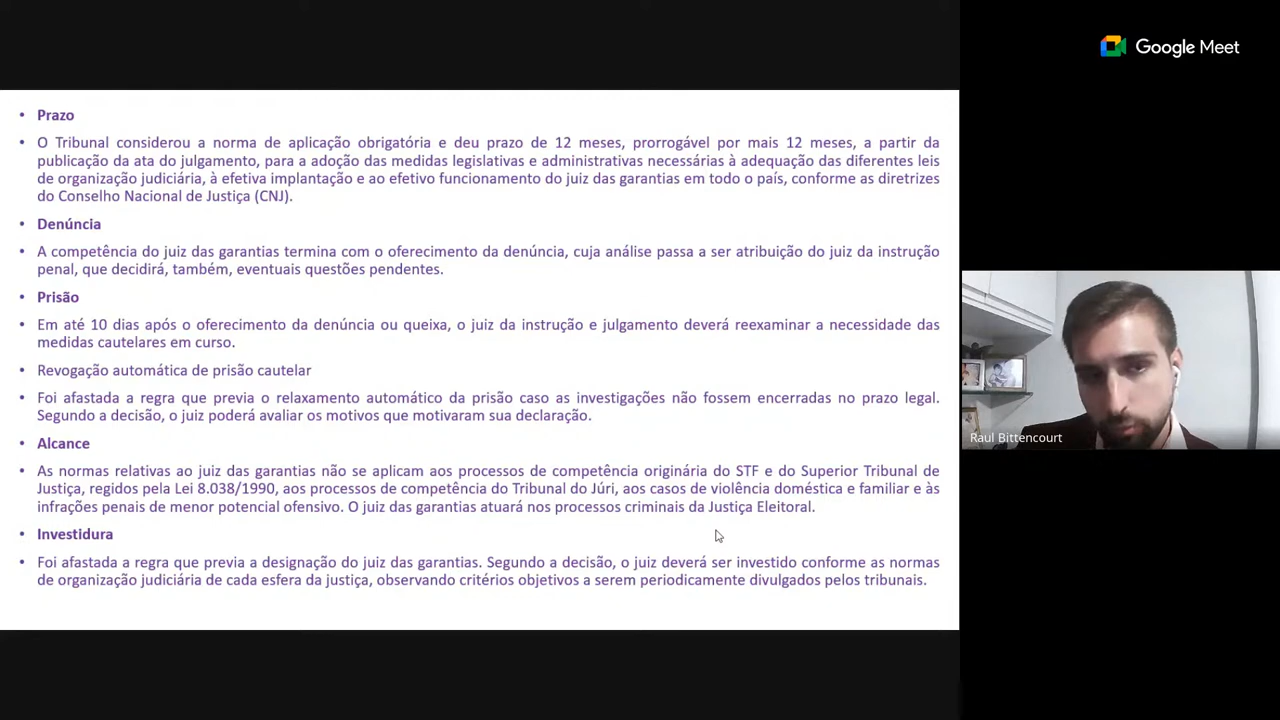 Google Meet
• Prazo
• O Tribunal considerou a norma de aplicação obrigatória e deu prazo de 12 meses, prorrogável por mais 12 meses, a partir da
publicação da ata do julgamento, para a adoção das medidas legislativas e administrativas necessárias à adequação das diferentes leis
de organização judiciária, à efetiva implantação e ao efetivo funcionamento do juiz das garantias em todo o país, conforme as diretrizes
do Conselho Nacional de Justiça (CNJ).
• Denúncia
• A competência do juiz das garantias termina com o oferecimento da denúncia, cuja análise passa a ser atribuição do juiz da instrução
penal, que decidirá, também, eventuais questões pendentes.
• Prisão
• Em até 10 dias após o oferecimento da denúncia ou queixa, o juiz da instrução e julgamento deverá reexaminar a necessidade das
medidas cautelares em curso.
• Revogação automática de prisão cautelar
• Foi afastada a regra que previa o relaxamento automático da prisão caso as investigações não fossem encerradas no prazo legal.
Segundo a decisão, o juiz poderá avaliar os motivos que motivaram sua declaração.
• Alcance
• As normas relativas ao juiz das garantias não se aplicam aos processos de competência originária do STF e do Superior Tribunal de
Justiça, regidos pela Lei 8.038/1990, aos processos de competência do Tribunal do Júri, aos casos de violência doméstica e familiar e às
infrações penais de menor potencial ofensivo. O juiz das garantias atuará nos processos criminais da Justiça Eleitoral.
• Investidura
• Foi afastada a regra que previa a designação do juiz das garantias. Segundo a decisão, o juiz deverá ser investido conforme as normas
de organização judiciária de cada esfera da justiça, observando critérios objetivos a serem periodicamente divulgados pelos tribunais.
Raul Bittencourt